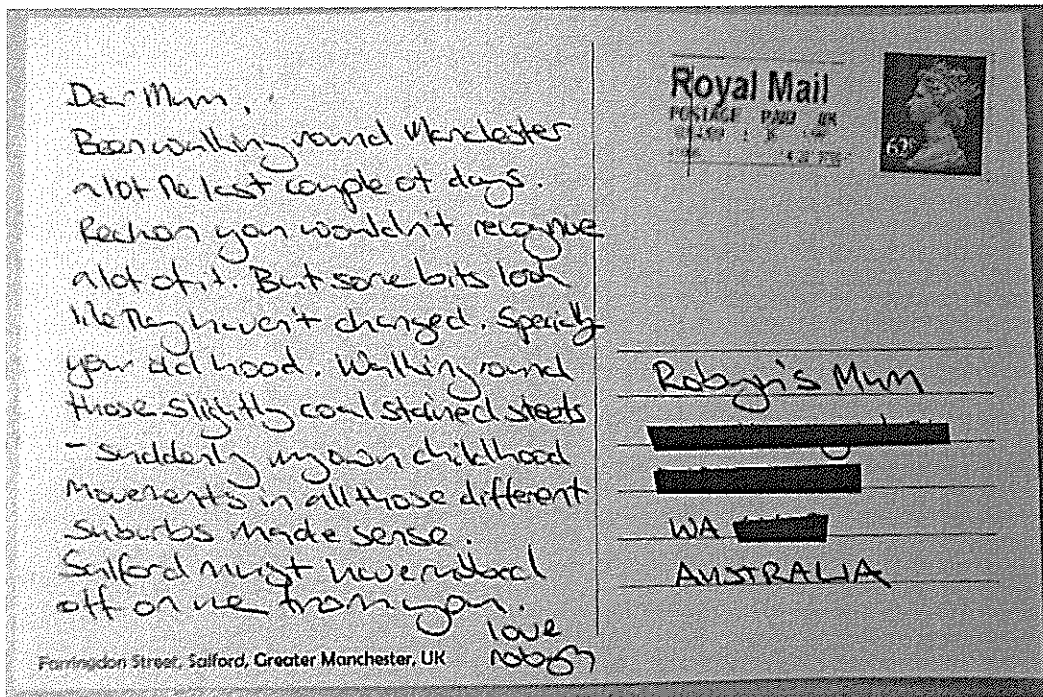 Dear Mum,
Been walking round Manchester
a lot the last couple of days.
Reckon you wouldn't recognise
a lot of it. But some bits look
like they haven't changed. Specially
your old hood. Walking round
those slightly coal stained streets
- suddenly my own childhood
movements in all those different
suburbs made sense.
Salford must have rubbed
off on me from you.
love
robyn
Farringdon Street, Salford, Greater Manchester, UK
Royal Mail
POSTAGE PAID UK
Robyn's Mum
WA
AUSTRALIA